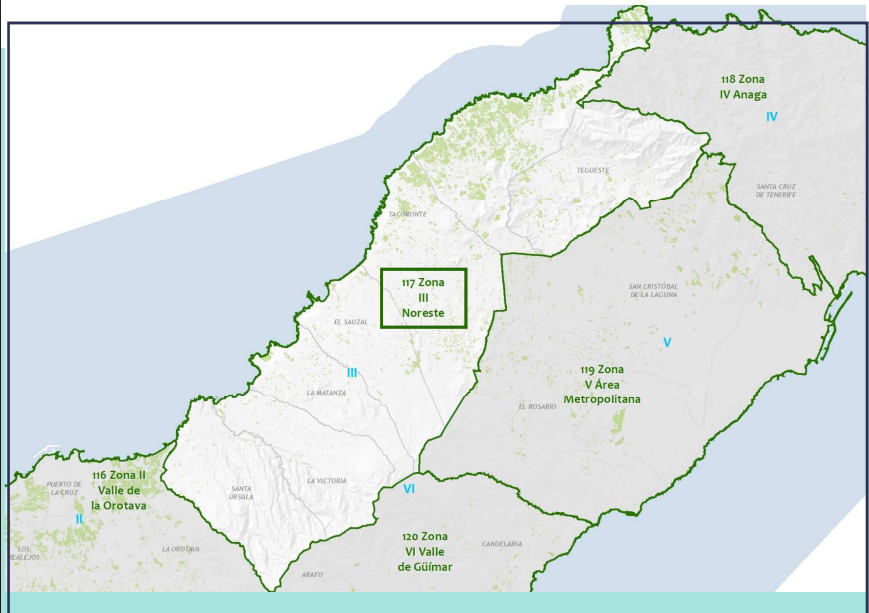 118 Zona
IV Anaga
IV
TEGUESTE
SANTA CRUZ
DE TENERIFE
TACORONTE
117 Zona
III
Noreste
SAN CRISTÓBAL
DE LA LAGUNA
EL SAUZAL
V
III
119 Zona
V Área
Metropolitana
LA MATANZA
EL ROSARIO
116 Zona II
Valle de
la Orotava
PUERTO DE
LA CRUZ
II
SANTA
ÚRSULA
LA VICTORIA
VI
120 Zona
VI Valle
de Güímar
CANDELARIA
LOS
REALEJOS
LA OROTAVA
ARAFO